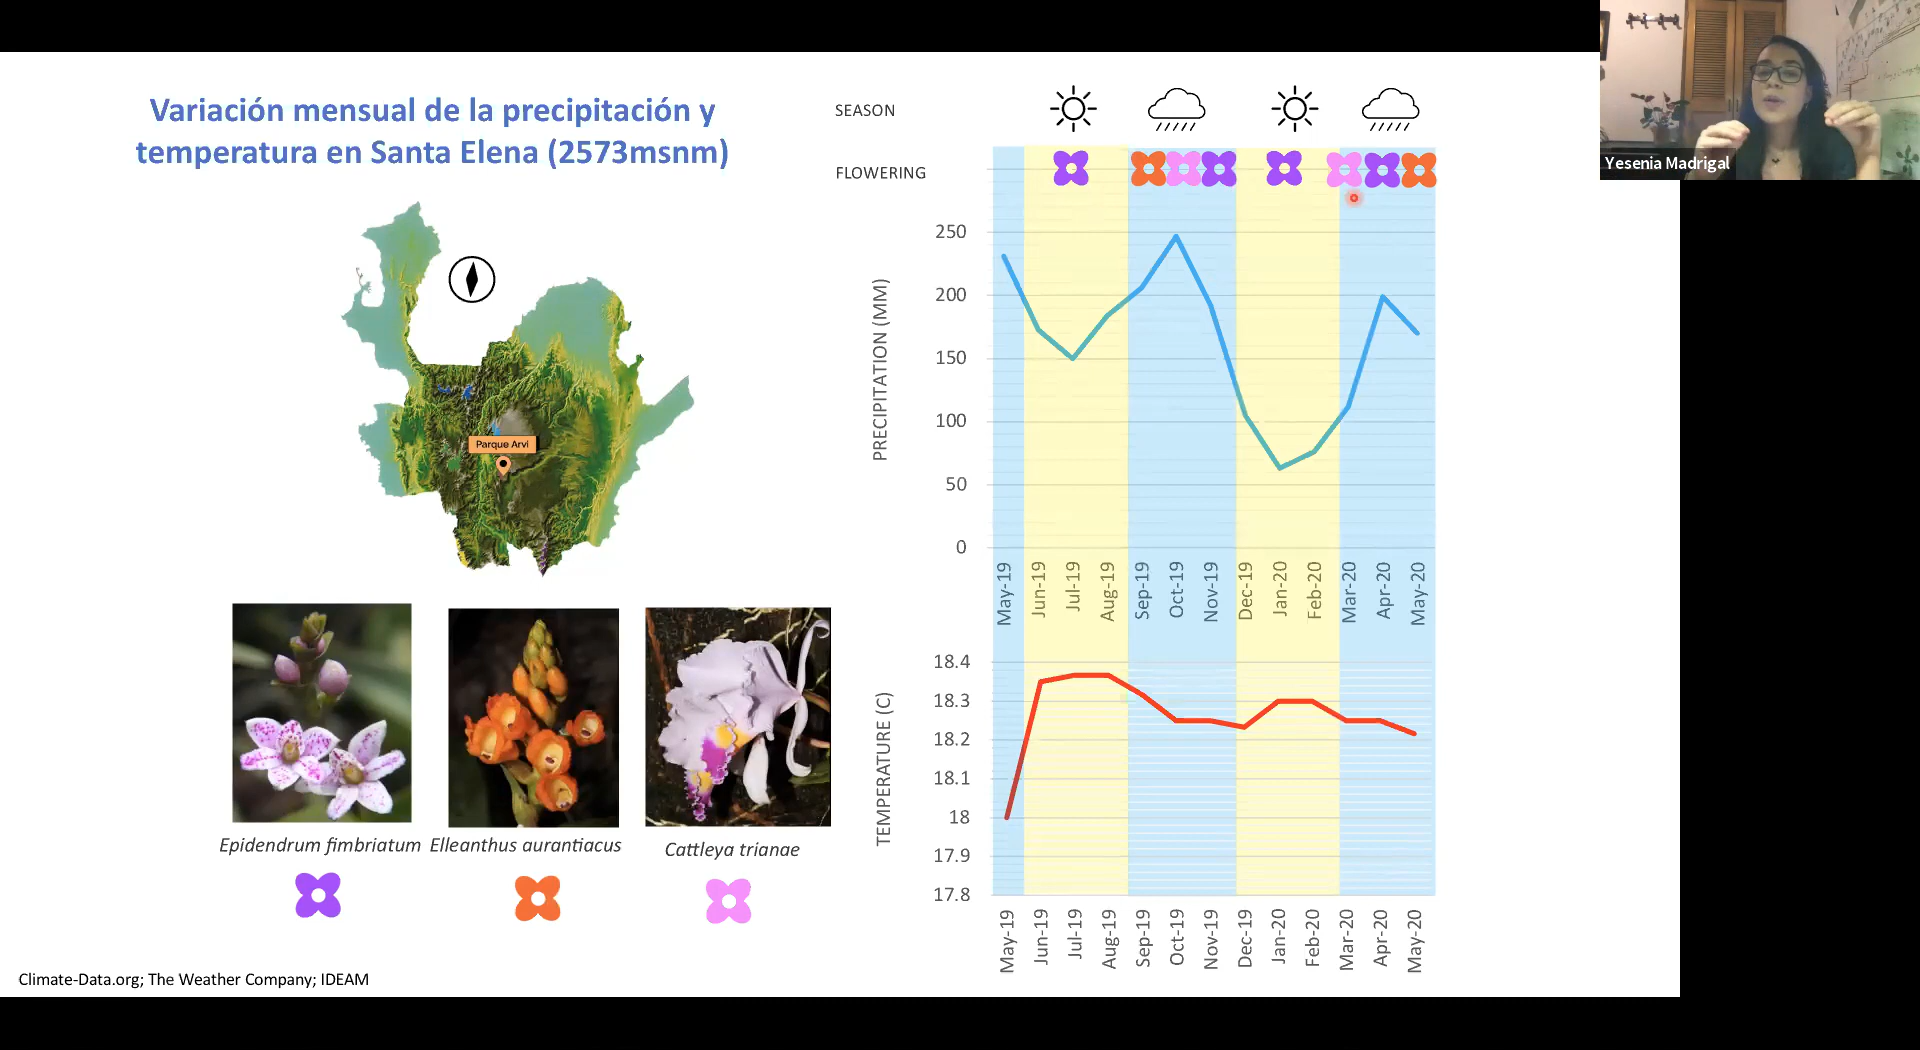 Variación mensual de la precipitación y
temperatura en Santa Elena (2573msnm)
Parque Arvi
Epidendrum fimbriatum
Elleanthus aurantiacus
Cattleya trianae
Climate-Data.org; The Weather Company; IDEAM
SEASON
FLOWERING
PRECIPITATION (MM)
250
200
150
100
50
0
May-19
Jun-19
Jul-19
Aug-19
Sep-19
Oct-19
Nov-19
Dec-19
Jan-20
Feb-20
Mar-20
Apr-20
May-20
TEMPERATURE (C)
18.4
18.3
18.2
18.1
18
17.9
17.8
May-19
Jun-19
Jul-19
Aug-19
Sep-19
Oct-19
Nov-19
Dec-19
Jan-20
Feb-20
Mar-20
Apr-20
May-20
Yesenia Madrigal